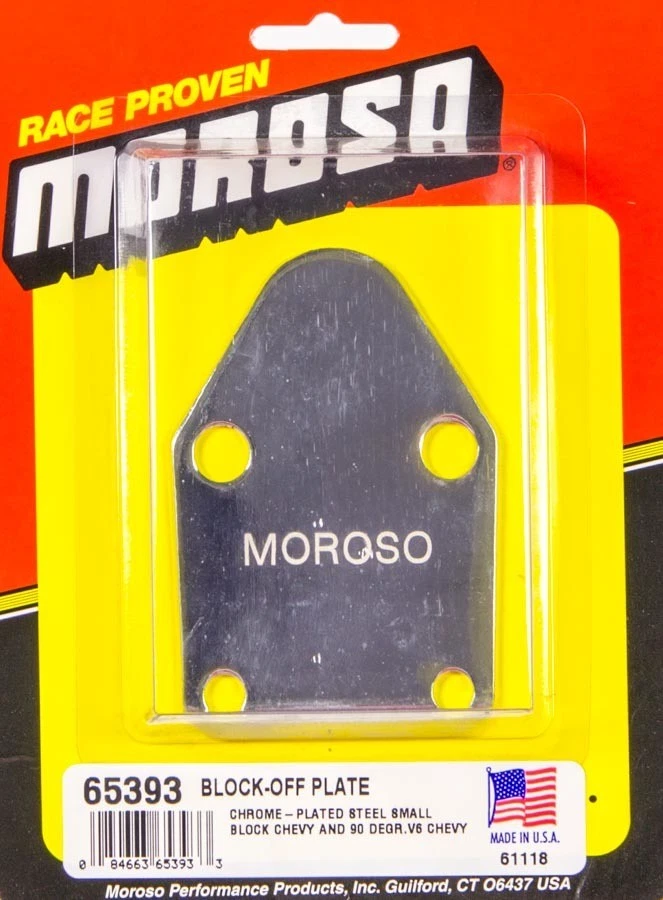 RACE PROVEN
MOROSO®
MOROSO
65393 BLOCK-OFF PLATE
CHROME-PLATED STEEL SMALL
BLOCK CHEVY AND 90 DEGR.V6 CHEVY
0 84663 65393 3
MADE IN U.S.A.
61118
Moroso Performance Products, Inc. Guilford, CT 06437 USA